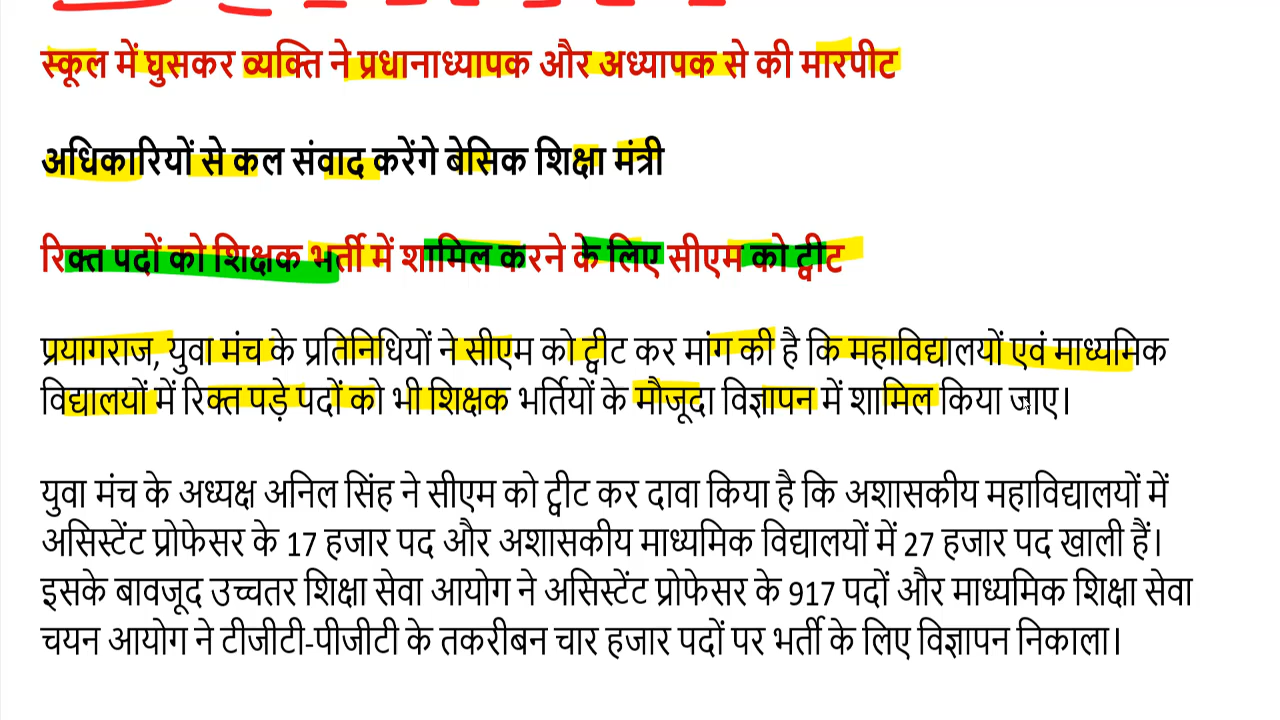 स्कूल में घुसकर व्यक्ति ने प्रधानाध्यापक और अध्यापक से की मारपीट
अधिकारियों से कल संवाद करेंगे बेसिक शिक्षा मंत्री
रिक्त पदों को शिक्षक भर्ती में शामिल करने के लिए सीएम को ट्वीट
प्रयागराज, युवा मंच के प्रतिनिधियों ने सीएम को ट्वीट कर मांग की है कि महाविद्यालयों एवं माध्यमिक
विद्यालयों में रिक्त पड़े पदों को भी शिक्षक भर्तियों के मौजूदा विज्ञापन में शामिल किया जाए।
युवा मंच के अध्यक्ष अनिल सिंह ने सीएम को ट्वीट कर दावा किया है कि अशासकीय महाविद्यालयों में
असिस्टेंट प्रोफेसर के 17 हजार पद और अशासकीय माध्यमिक विद्यालयों में 27 हजार पद खाली हैं।
इसके बावजूद उच्चतर शिक्षा सेवा आयोग ने असिस्टेंट प्रोफेसर के 917 पदों और माध्यमिक शिक्षा सेवा
चयन आयोग ने टीजीटी-पीजीटी के तकरीबन चार हजार पदों पर भर्ती के लिए विज्ञापन निकाला।